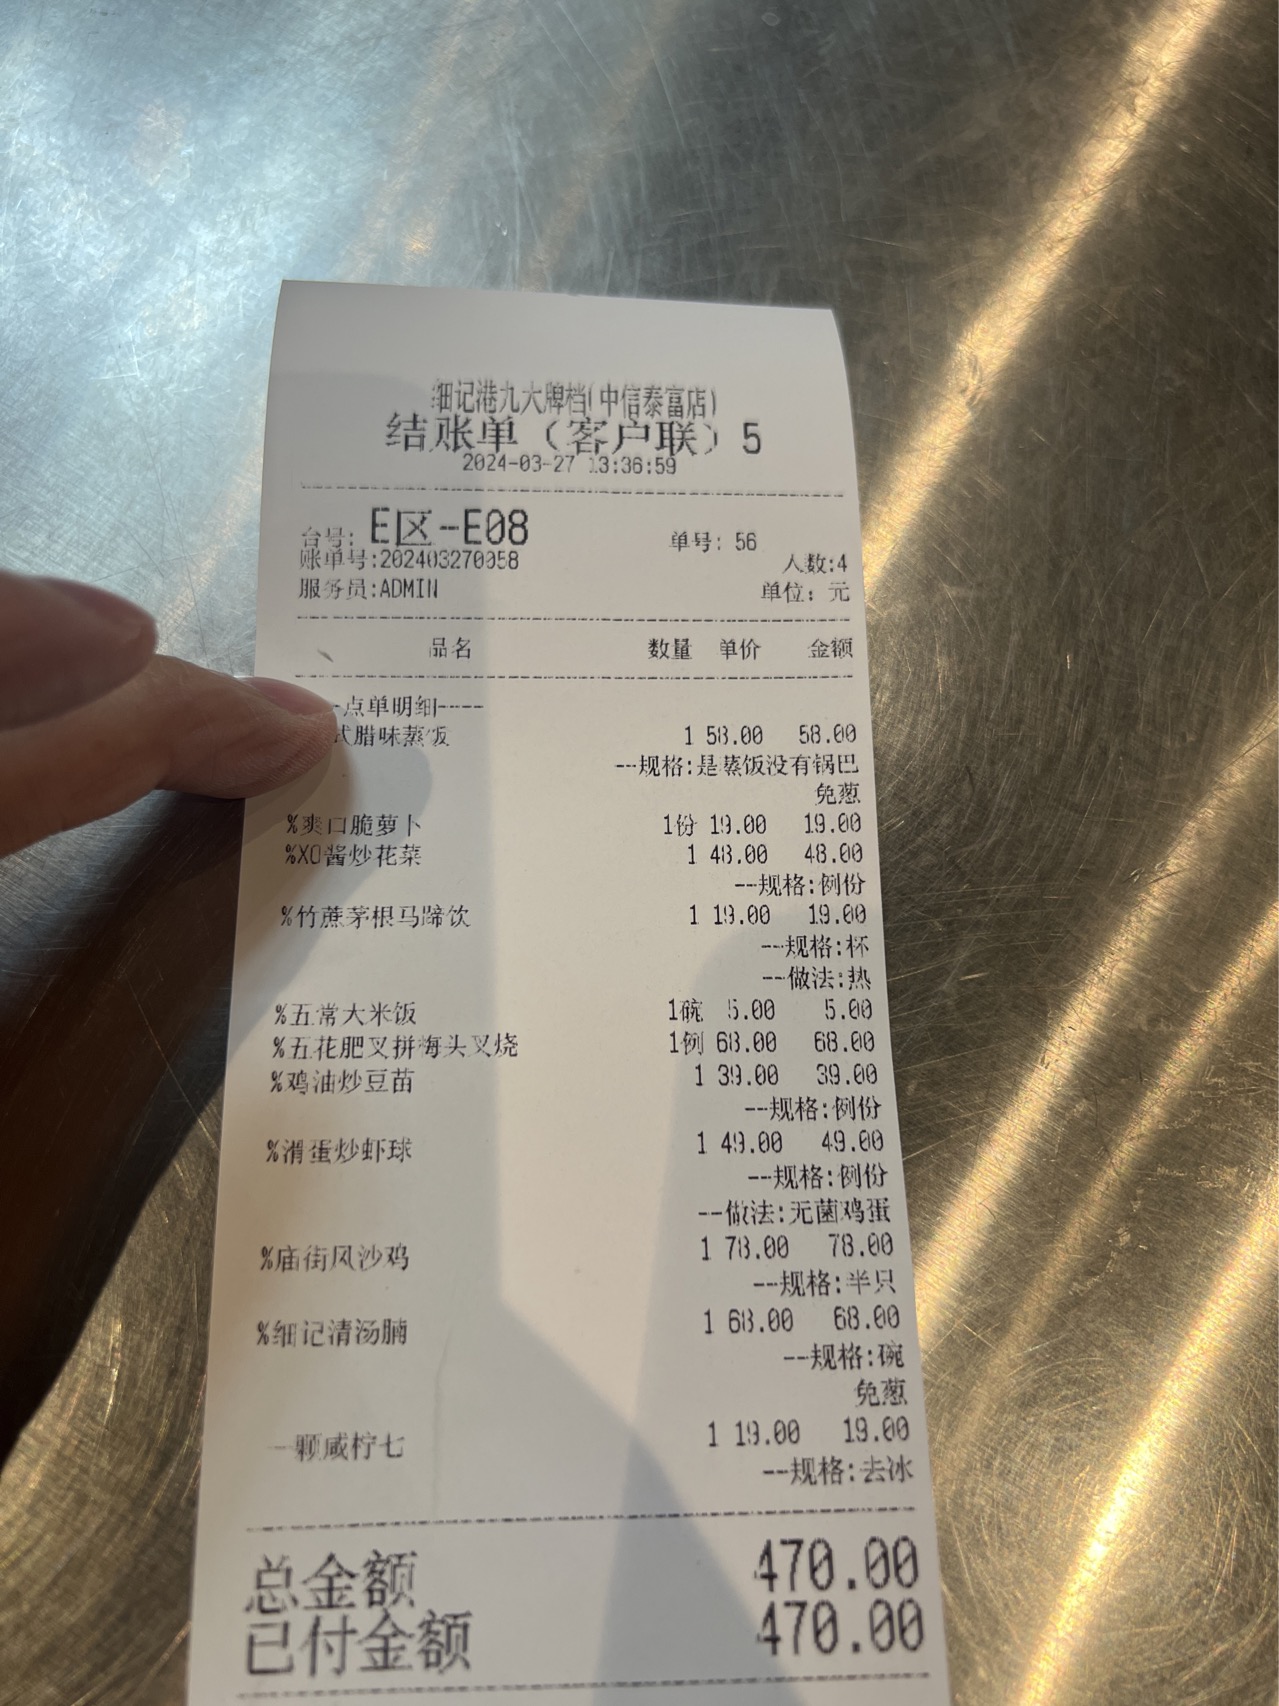 细记港九大牌档(中信泰富店)
结账单（客户联）5
2024-03-27 13:36:59
台号: E区-E08 单号: 56
账单号:202403270058 人数:4
服务员:ADMIN 单位: 元
品名 数量 单价 金额
-点单明细----
式腊味蒸饭 1 58.00 58.00
---规格:是蒸饭没有锅巴
免葱
%爽口脆萝卜 1份 19.00 19.00
%XO酱炒花菜 1 48.00 48.00
---规格:例份
%竹蔗茅根马蹄饮 1 19.00 19.00
---规格:杯
---做法:热
%五常大米饭 1碗 5.00 5.00
%五花肥叉拼梅头叉烧 1例 68.00 68.00
%鸡油炒豆苗 1 39.00 39.00
---规格:例份
%滑蛋炒虾球 1 49.00 49.00
---规格:例份
---做法:无菌鸡蛋
%庙街风沙鸡 1 78.00 78.00
---规格:半只
%细记清汤腩 1 68.00 68.00
---规格:碗
免葱
一颗咸柠七 1 19.00 19.00
---规格:去冰
总金额 470.00
已付金额 470.00